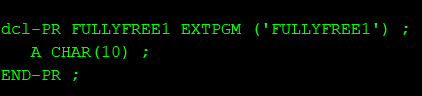 dcl-PR FULLYFREE1 EXTPGM ('FULLYFREE1') ;
A CHAR(10) ;
END-PR ;